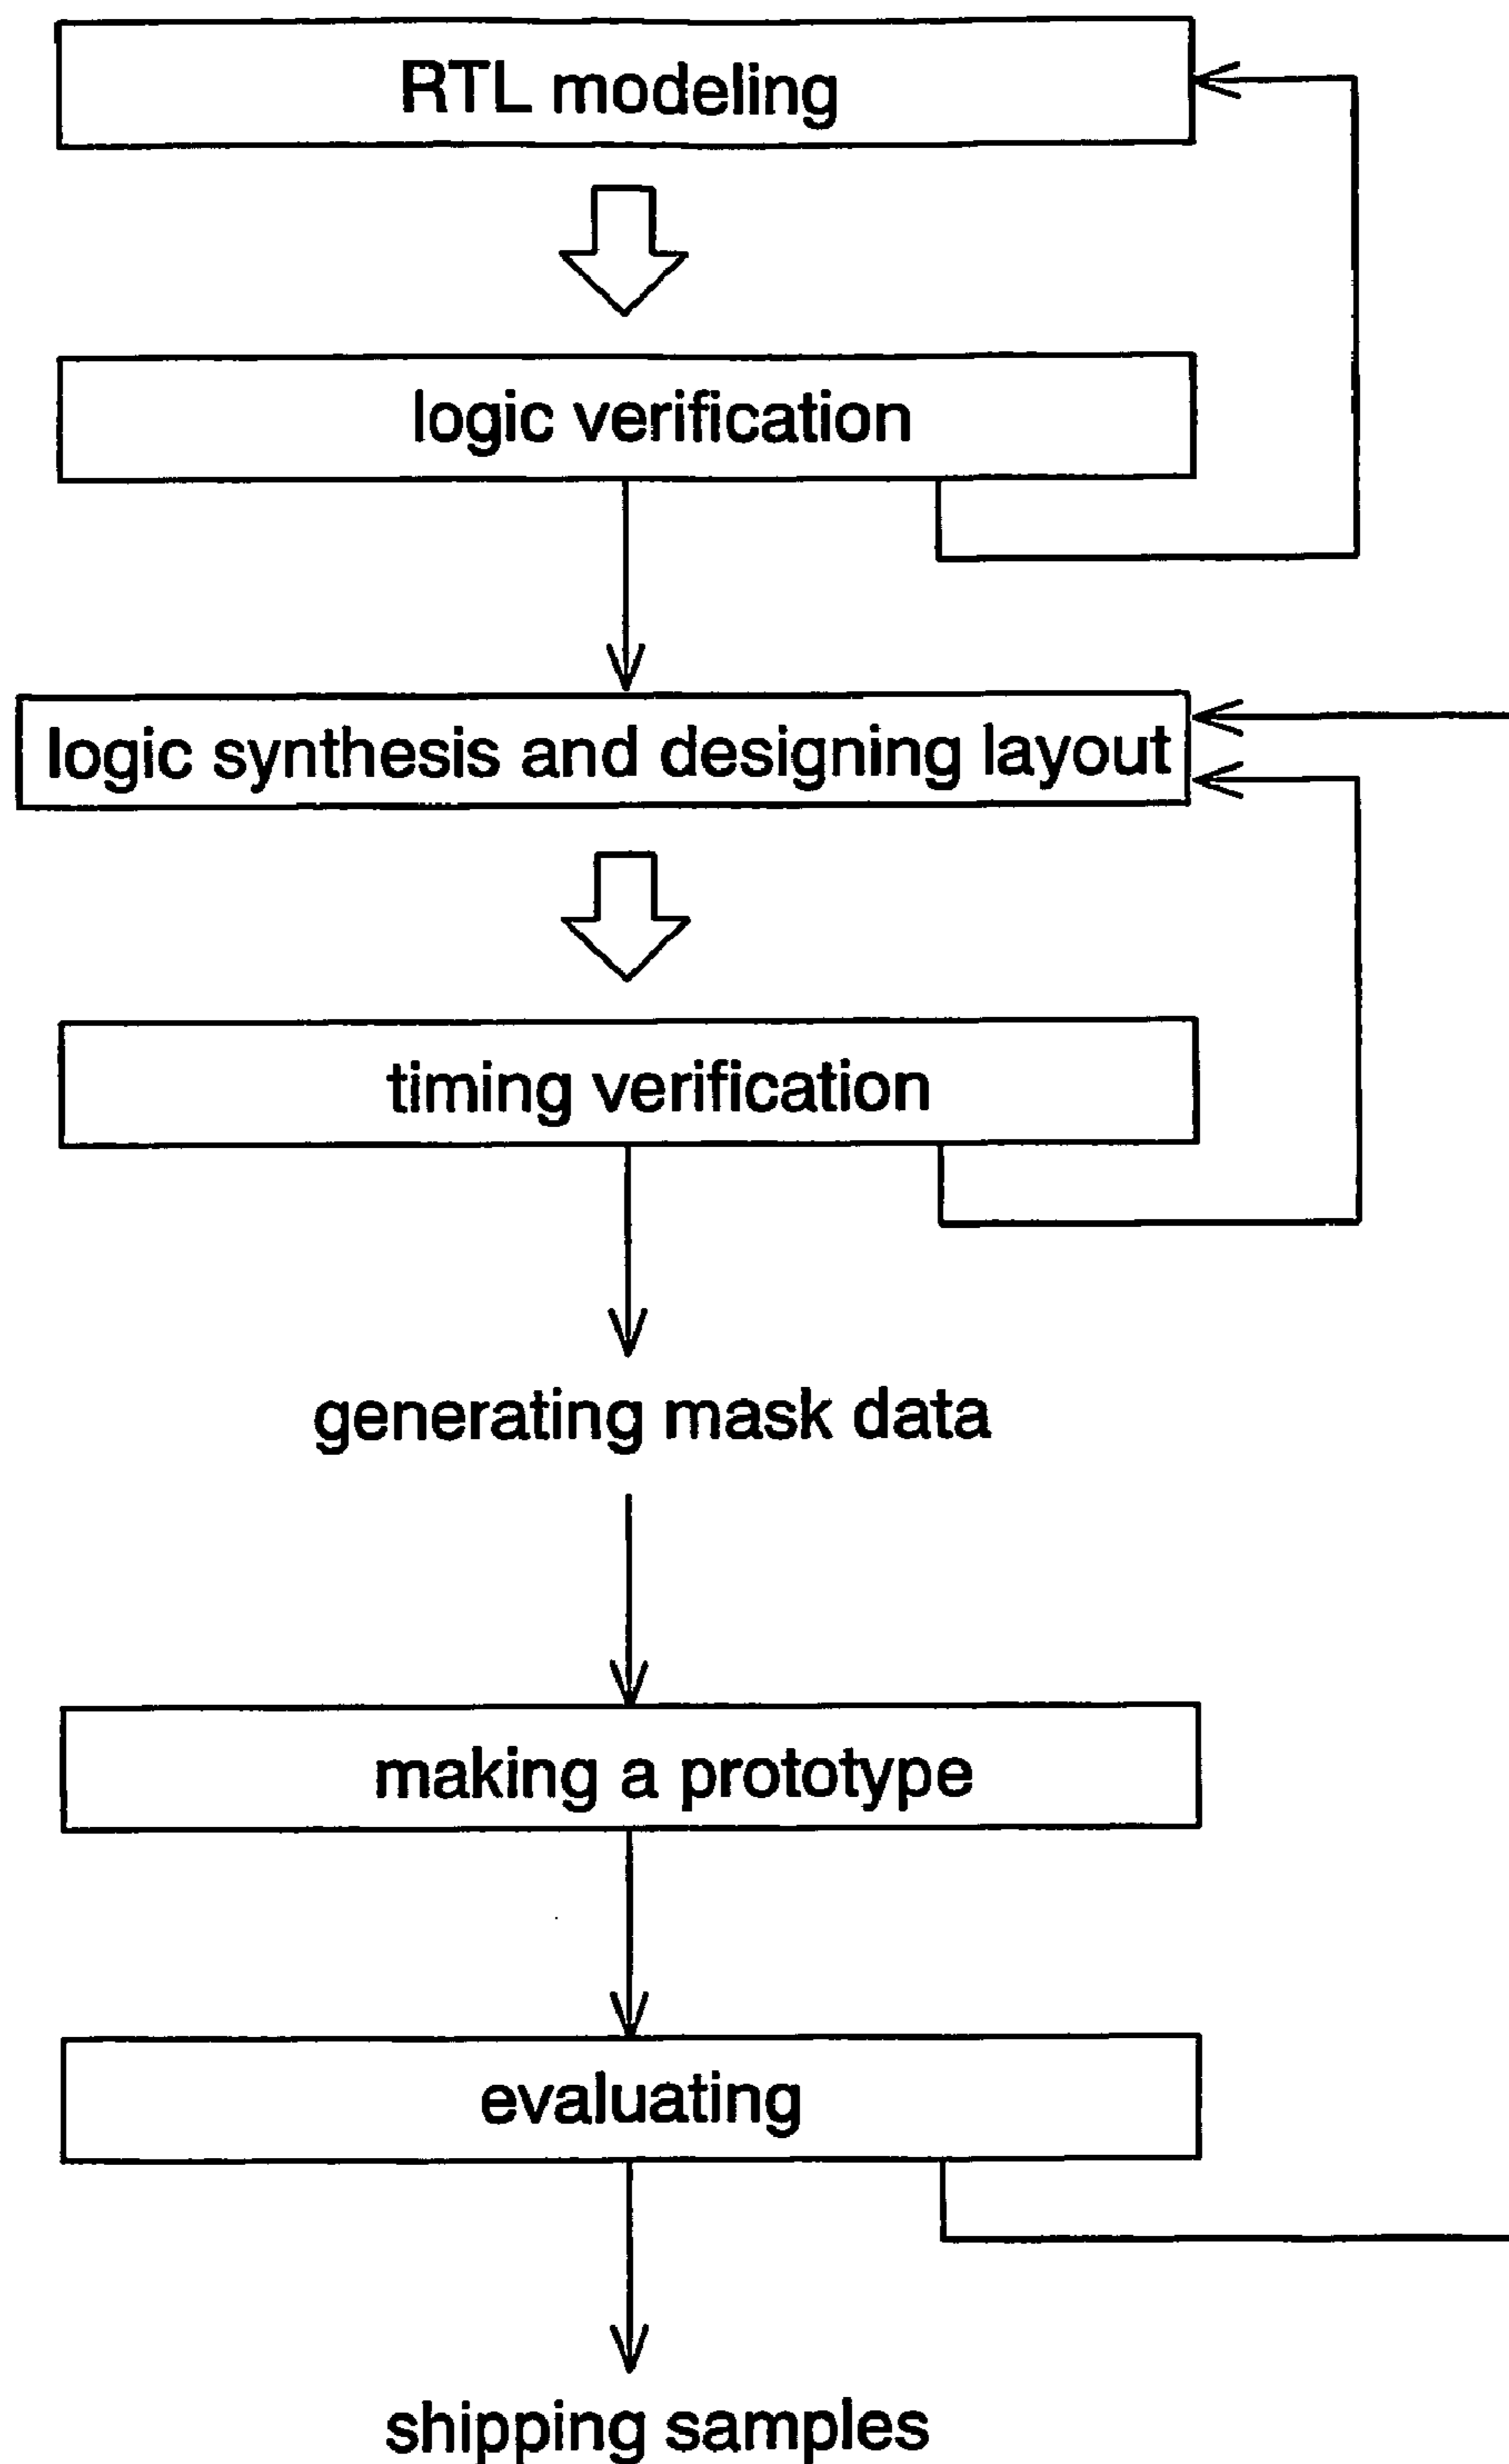 RTL modeling
logic verification
logic synthesis and designing layout
timing verification
generating mask data
making a prototype
evaluating
shipping samples